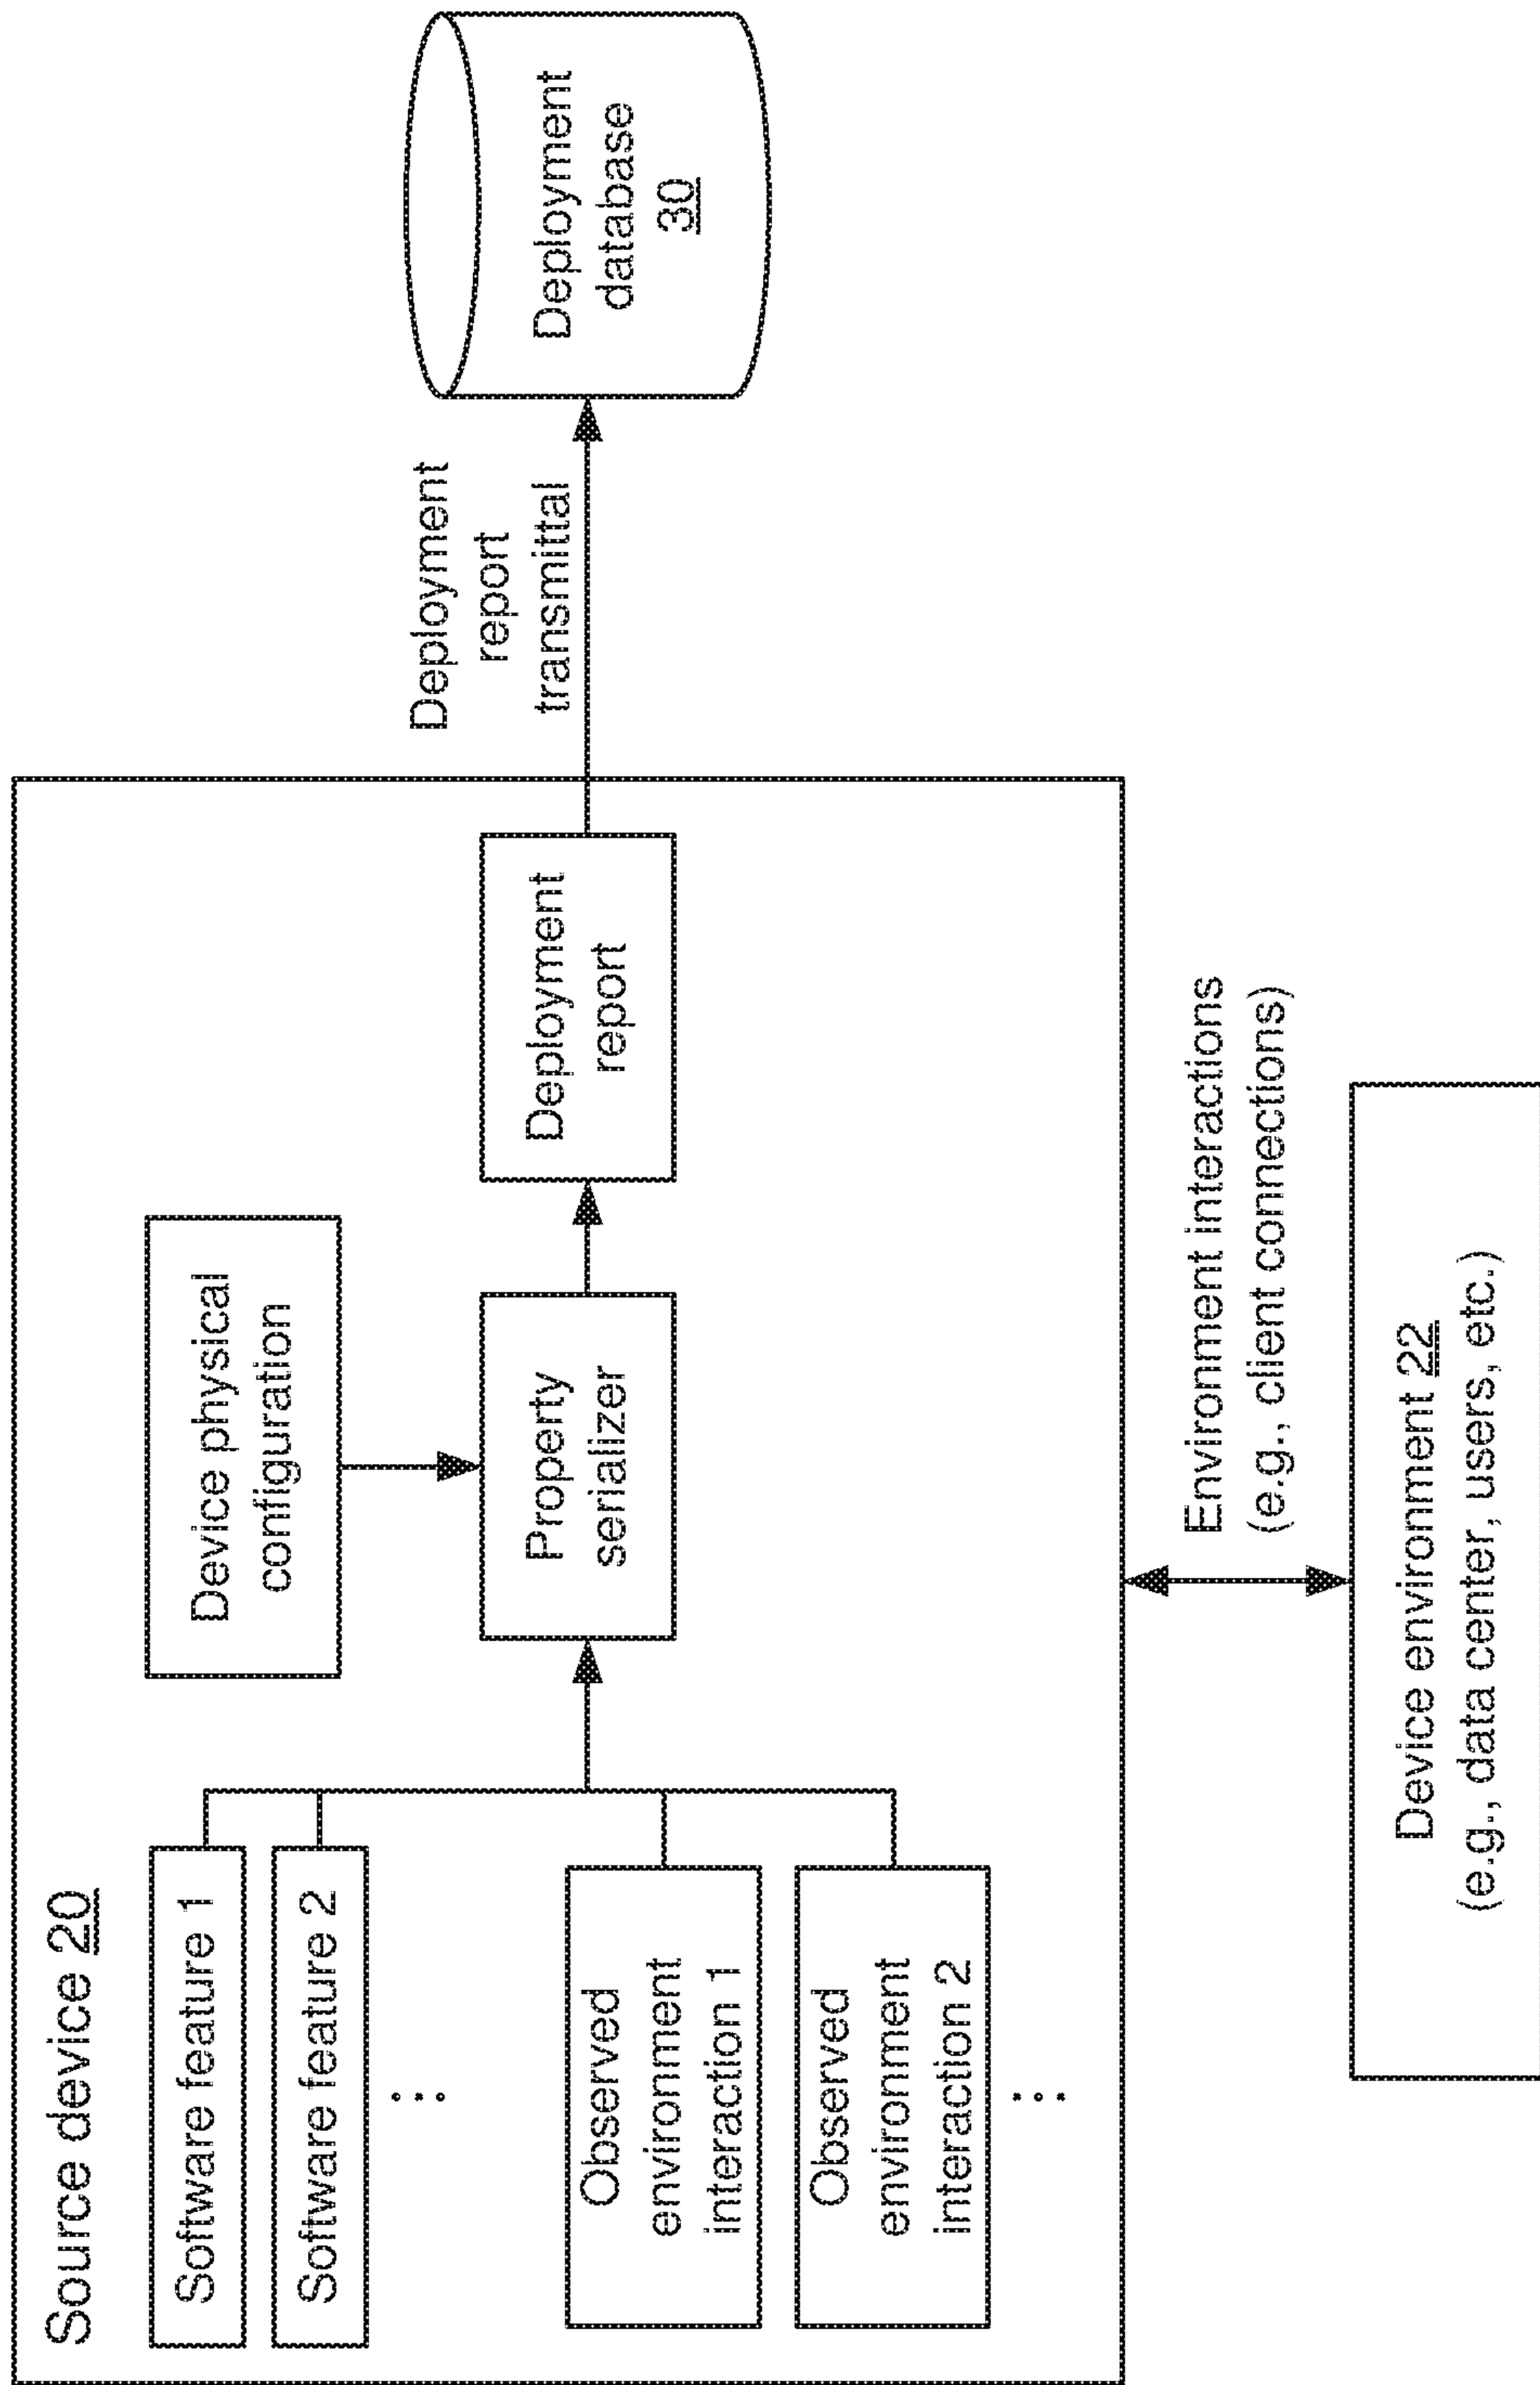 Source device 20
Software feature 1
Software feature 2
Observed
environment
interaction 1
Observed
environment
interaction 2
Device physical
configuration
Property
serializer
Deployment
report
Deployment
report
transmittal
Deployment
database
30
Environment interactions
(e.g., client connections)
Device environment 22
(e.g., data center, users, etc.)